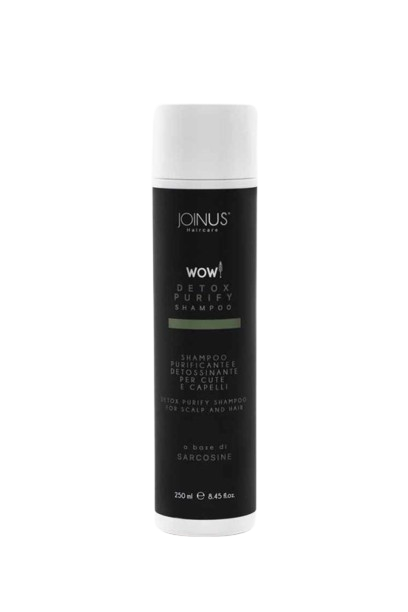 JOINUS™
Haircare
WOW!
DETOX
PURIFY
SHAMPOO
SHAMPOO
PURIFICANTE E
DETOSSINANTE
PER CUTE
E CAPELLI
DETOX PURIFY SHAMPOO
FOR SCALP AND HAIR
a base di
SARCOSINE
250 ml ℮ 8.45 fl.oz.